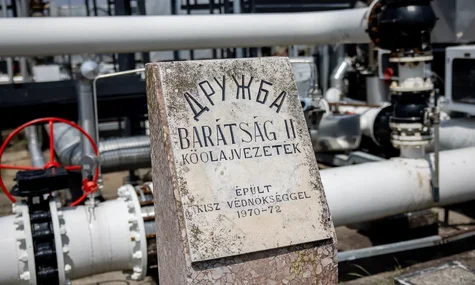 ДРУЖБА
BARÁTSÁG II
KŐOLAJVEZETÉK
ÉPÜLT
KISZ VÉDNÖKSÉGGEL
1970-72